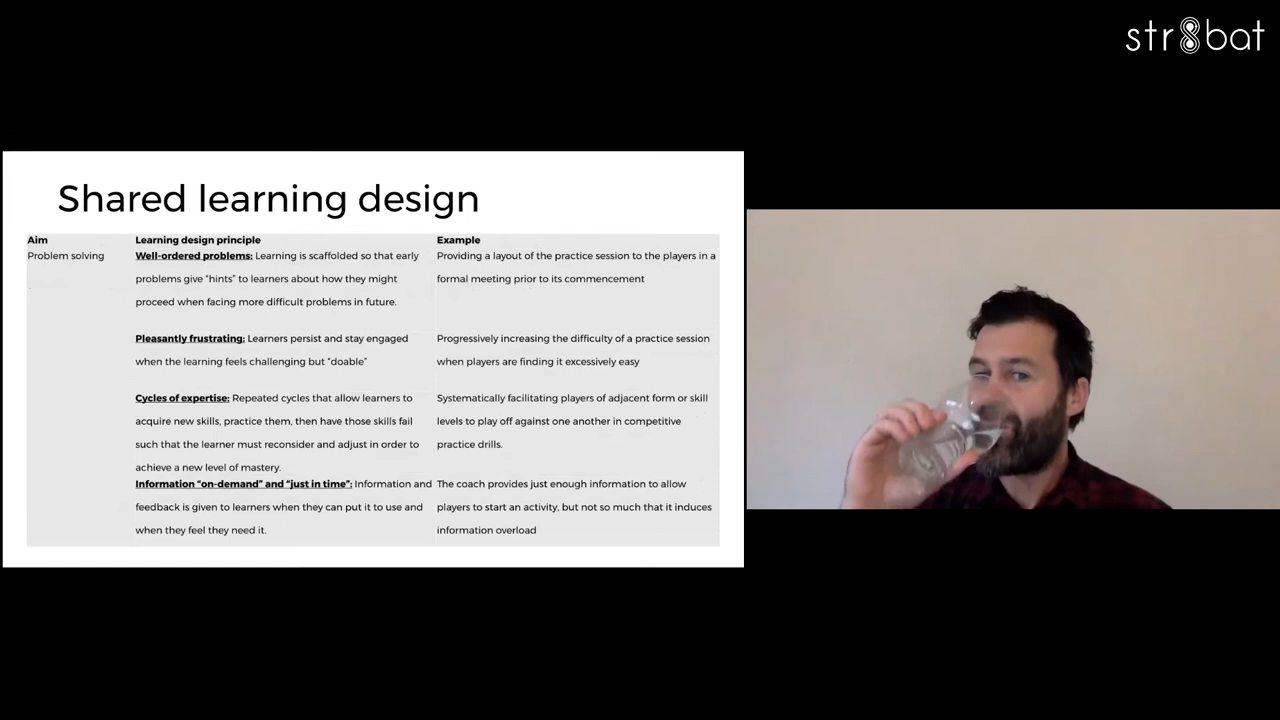 str8bat
Shared learning design
Aim Learning design principle Example
Problem solving Well-ordered problems: Learning is scaffolded so that early Providing a layout of the practice session to the players in a
problems give “hints” to learners about how they might formal meeting prior to its commencement
proceed when facing more difficult problems in future.
Pleasantly frustrating: Learners persist and stay engaged Progressively increasing the difficulty of a practice session
when the learning feels challenging but “doable” when players are finding it excessively easy
Cycles of expertise: Repeated cycles that allow learners to Systematically facilitating players of adjacent form or skill
acquire new skills, practice them, then have those skills fail levels to play off against one another in competitive
such that the learner must reconsider and adjust in order to practice drills.
achieve a new level of mastery.
Information “on-demand” and “just in time”: Information and The coach provides just enough information to allow
feedback is given to learners when they can put it to use and players to start an activity, but not so much that it induces
when they feel they need it. information overload